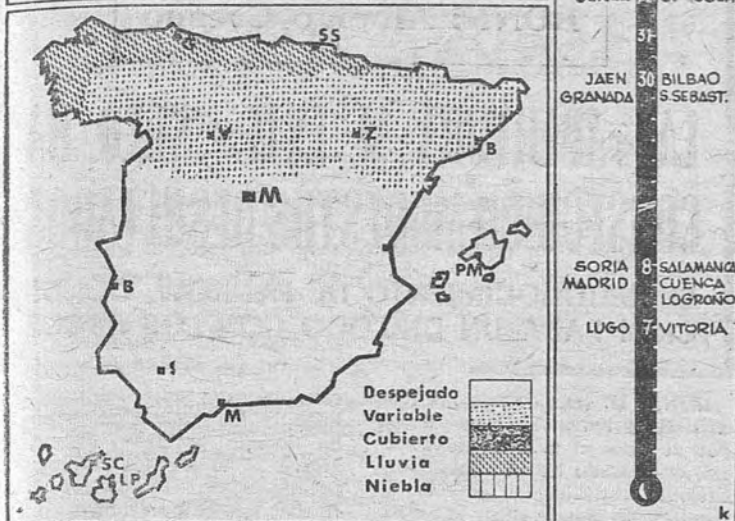 SS
G
V
Z
B
M
PM
B
S
M
SC
LP
Despejado
Variable
Cubierto
Lluvia
Niebla
31
JAEN 30 BILBAO
GRANADA S.SEBAST.
SORIA 8 SALAMANCA
MADRID CUENCA
LOGROÑO
LUGO 7 VITORIA
k